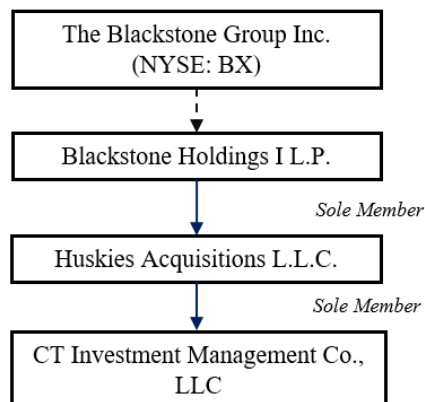 The Blackstone Group Inc.
(NYSE: BX)
Blackstone Holdings I L.P.
Sole Member
Huskies Acquisitions L.L.C.
Sole Member
CT Investment Management Co.,
LLC